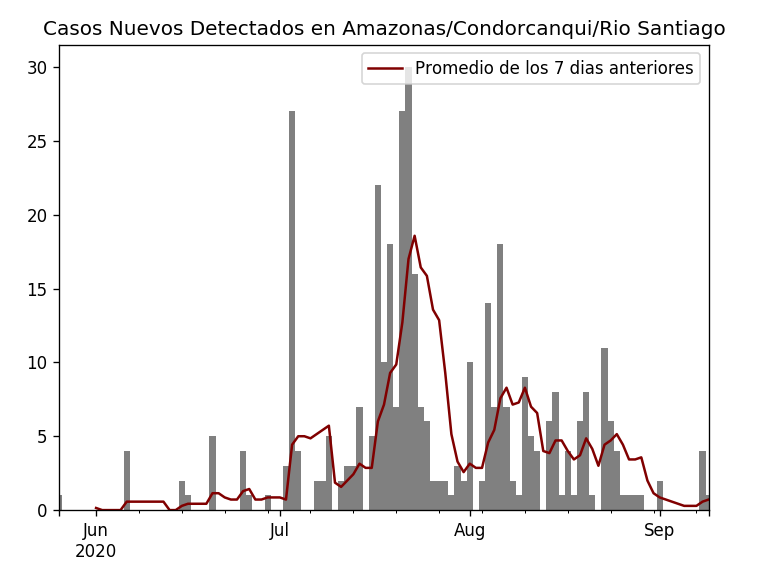 Casos Nuevos Detectados en Amazonas/Condorcanqui/Rio Santiago
Promedio de los 7 dias anteriores
30
25
20
15
10
5
0
Jun
2020
Jul
Aug
Sep